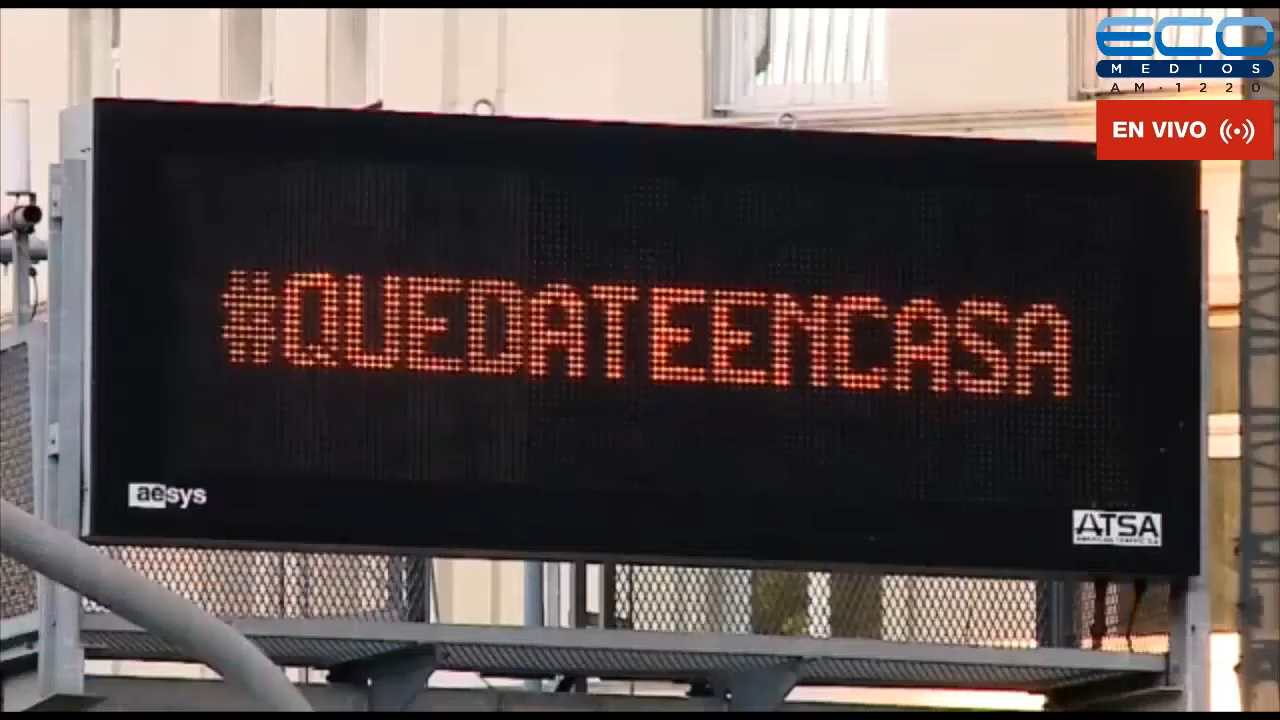 ECO
MEDIOS
AM·1220
EN VIVO
#QUEDATEENCASA
aesys
ATSA